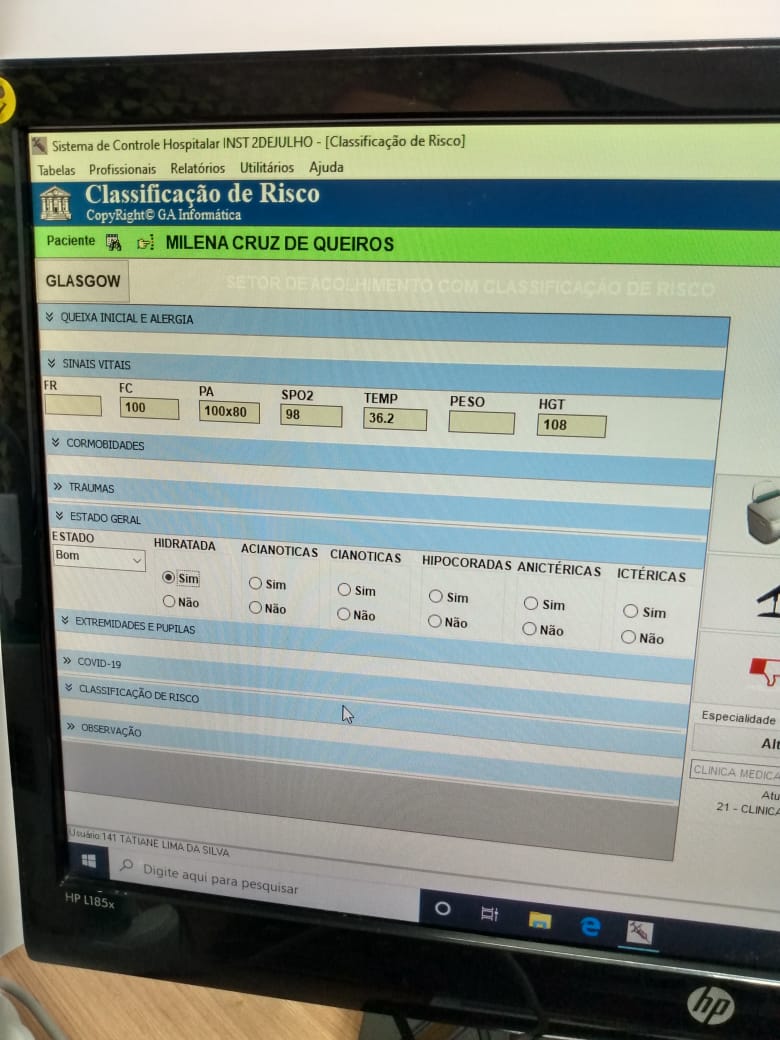 Sistema de Controle Hospitalar INST 2DEJULHO - [Classificação de Risco]
Tabelas Profissionais Relatórios Utilitários Ajuda
Classificação de Risco
CopyRight© GA Informática
Paciente MILENA CRUZ DE QUEIROS
GLASGOW
SETOR DE ACOLHIMENTO COM CLASSIFICAÇÃO DE RISCO
QUEIXA INICIAL E ALERGIA
SINAIS VITAIS
FR FC PA SPO2 TEMP PESO HGT
100 100x80 98 36.2 108
CORMOBIDADES
TRAUMAS
ESTADO GERAL
ESTADO HIDRATADA ACIANOTICAS CIANOTICAS HIPOCORADAS ANICTÉRICAS ICTÉRICAS
Bom Sim Sim Sim Sim Sim Sim
Não Não Não Não Não Não
EXTREMIDADES E PUPILAS
COVID-19
CLASSIFICAÇÃO DE RISCO
OBSERVAÇÃO
Especialidade
Alt
CLINICA MEDICA
Atu
21 - CLINICA
Usuário:141 TATIANE LIMA DA SILVA
Digite aqui para pesquisar
HP L185x
hp